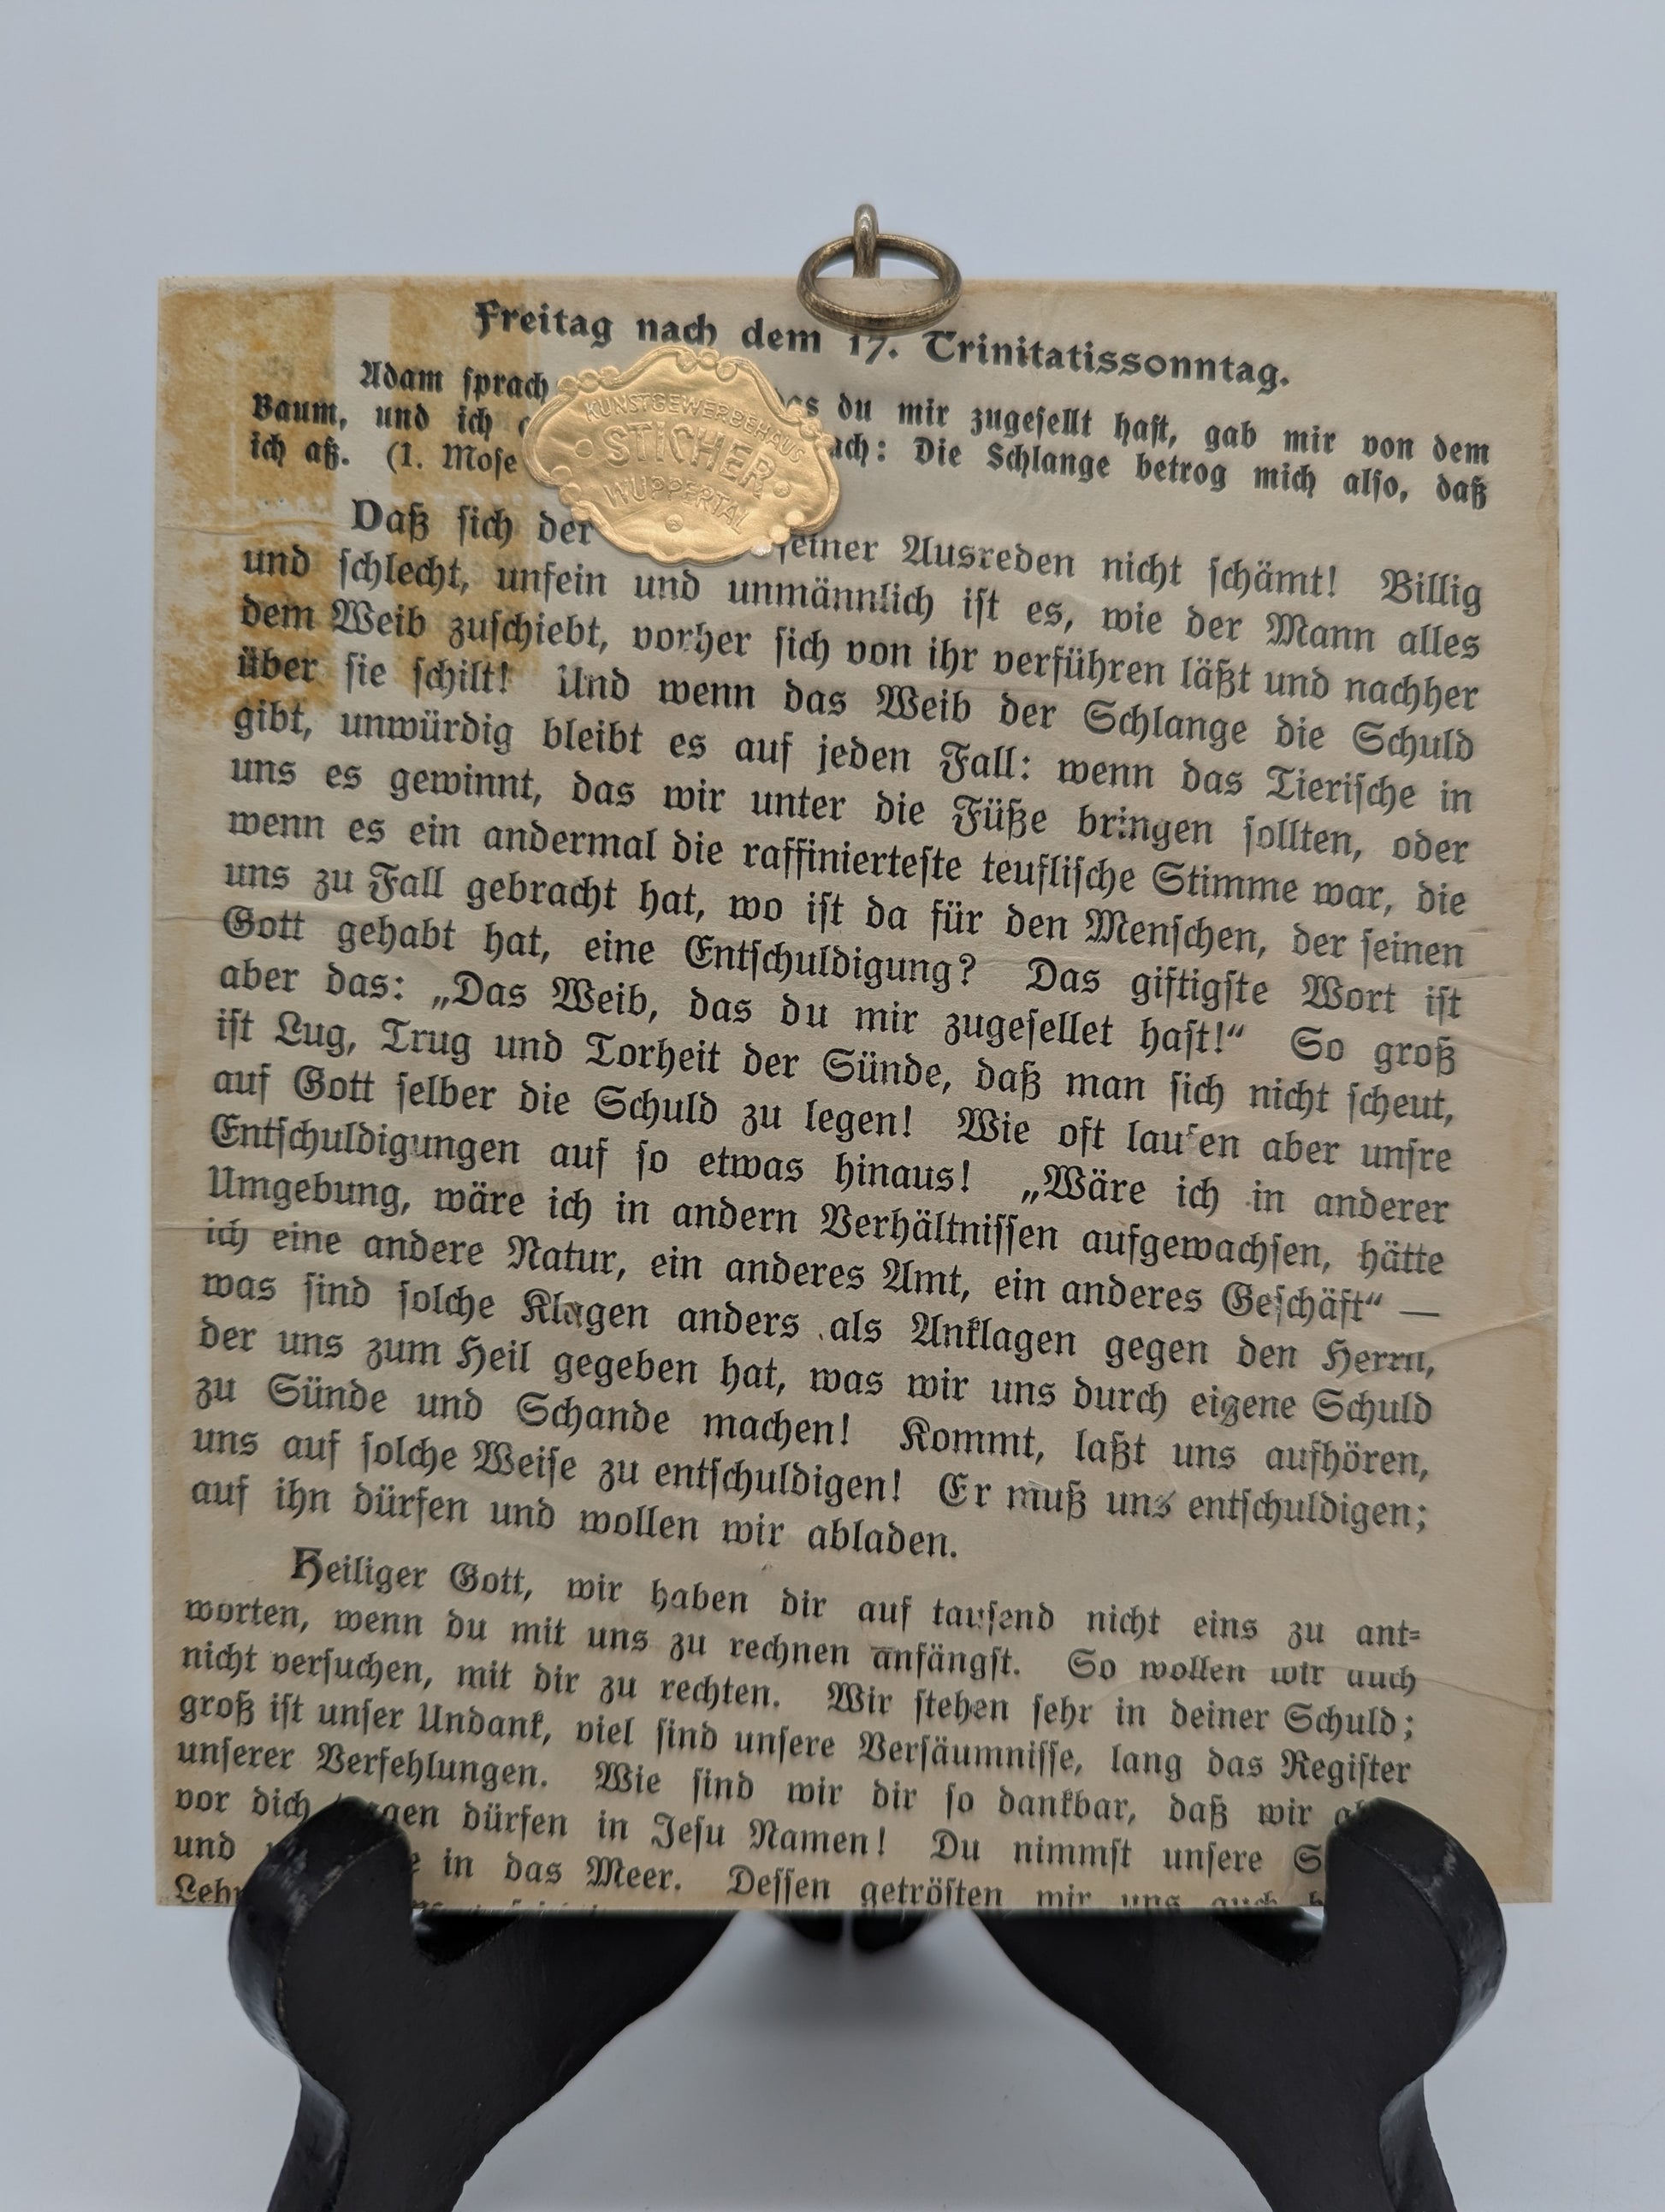 Freitag nach dem 17. Trinitatissonntag.
Adam sprach
du mir zugesellt hast, gab mir von dem
Baum, und ich
Die Schlange betrog mich also, daß
ich aß. (1. Mose
KUNSTGEWERBEHAUS
STICHER
WUPPERTAL
Daß sich der seiner Ausreden nicht schämt! Billig
und schlecht, unfein und unmännlich ist es, wie der Mann alles
dem Weib zuschiebt, vorher sich von ihr verführen läßt und nachher
über sie schilt! Und wenn das Weib der Schlange die Schuld
gibt, unwürdig bleibt es auf jeden Fall: wenn das Tierische in
uns es gewinnt, das wir unter die Füße bringen sollten, oder
wenn es ein andermal die raffinierteste teuflische Stimme war, die
uns zu Fall gebracht hat, wo ist da für den Menschen, der seinen
Gott gehabt hat, eine Entschuldigung? Das giftigste Wort ist
aber das: „Das Weib, das du mir zugesellet hast!“ So groß
ist Lug, Trug und Torheit der Sünde, daß man sich nicht scheut,
auf Gott selber die Schuld zu legen! Wie oft laufen aber unsre
Entschuldigungen auf so etwas hinaus! „Wäre ich in anderer
Umgebung, wäre ich in andern Verhältnissen aufgewachsen, hätte
ich eine andere Natur, ein anderes Amt, ein anderes Geschäft“ —
was sind solche Klagen anders als Anklagen gegen den Herrn,
der uns zum Heil gegeben hat, was wir uns durch eigene Schuld
zu Sünde und Schande machen! Kommt, laßt uns aufhören,
uns auf solche Weise zu entschuldigen! Er muß uns entschuldigen;
auf ihn dürfen und wollen wir abladen.
Heiliger Gott, wir haben dir auf tausend nicht eins zu ant-
worten, wenn du mit uns zu rechnen anfängst. So wollen wir auch
nicht versuchen, mit dir zu rechten. Wir stehen sehr in deiner Schuld;
groß ist unser Undank, viel sind unsere Versäumnisse, lang das Register
unserer Verfehlungen. Wie sind wir dir so dankbar, daß wir
vor dich dürfen in Jesu Namen! Du nimmst unsere
und in das Meer. Dessen getrösten wir uns auch